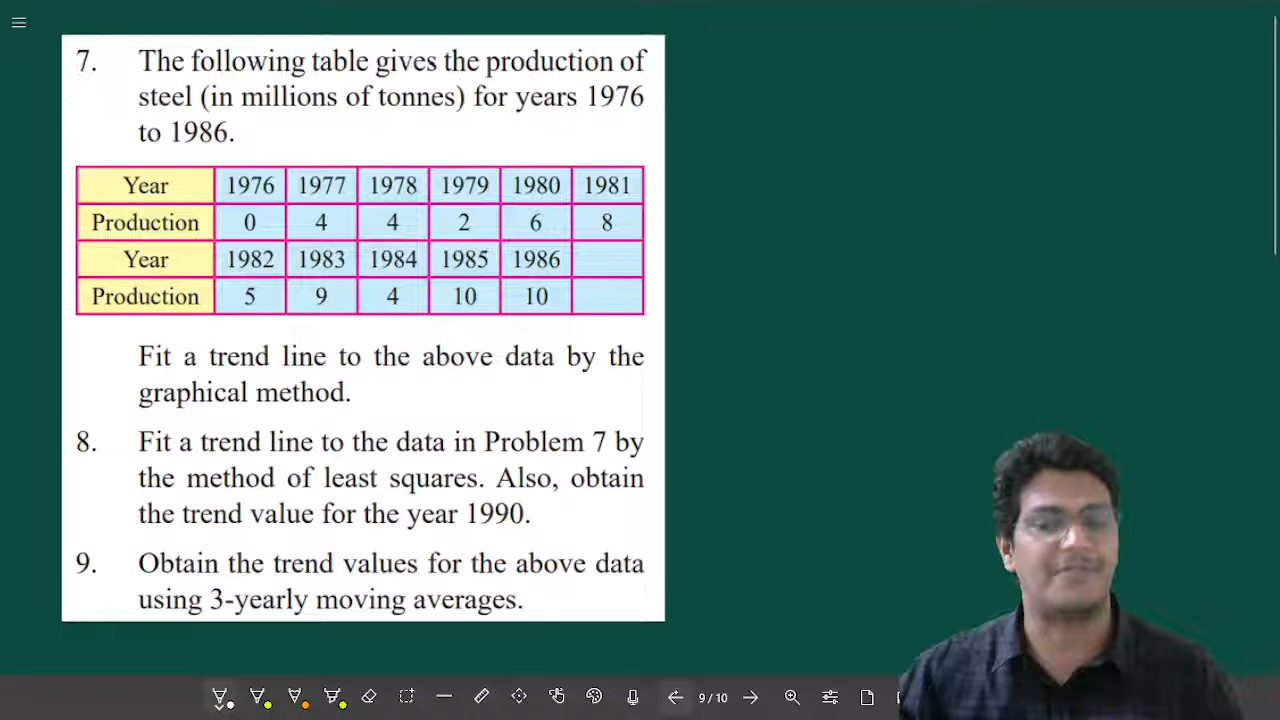 7. The following table gives the production of
steel (in millions of tonnes) for years 1976
to 1986.
Year 1976 1977 1978 1979 1980 1981
Production 0 4 4 2 6 8
Year 1982 1983 1984 1985 1986
Production 5 9 4 10 10
Fit a trend line to the above data by the
graphical method.
8. Fit a trend line to the data in Problem 7 by
the method of least squares. Also, obtain
the trend value for the year 1990.
9. Obtain the trend values for the above data
using 3-yearly moving averages.
9/10